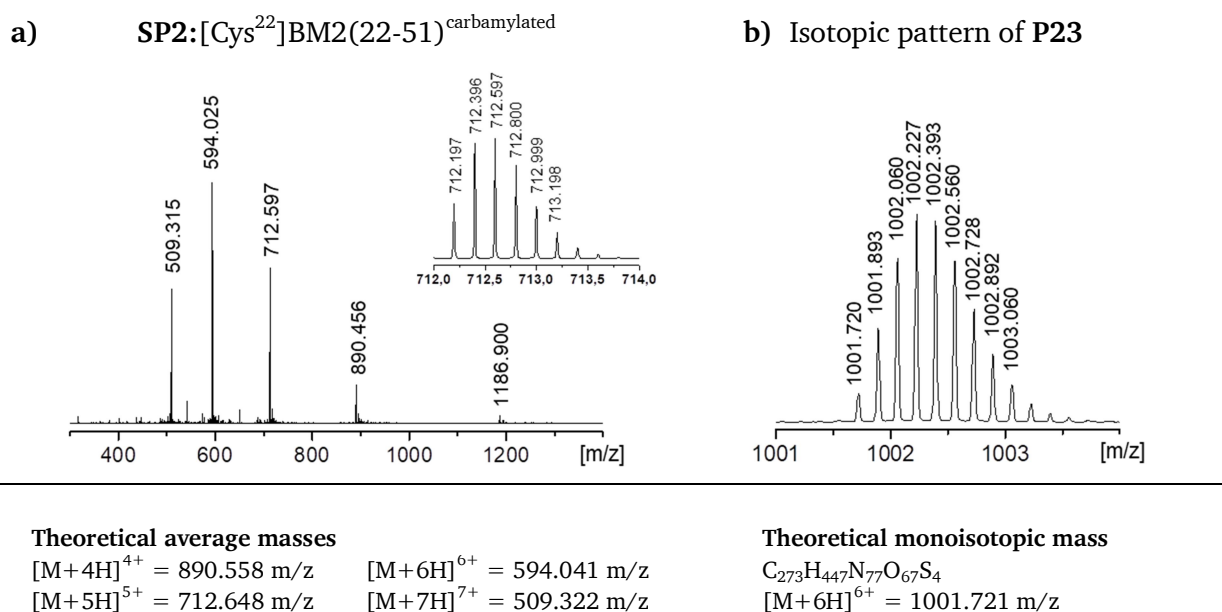 a) SP2:[Cys²²]BM2(22-51)ᶜᵃʳᵇᵃᵐʸˡᵃᵗᵉᵈ
b) Isotopic pattern of P23
594.025
509.315
712.597
890.456
1186.900
712.197
712.396
712.597
712.800
712.999
713.198
712,0 712,5 713,0 713,5 714,0
400 600 800 1000 1200 [m/z]
1001.720
1001.893
1002.060
1002.227
1002.393
1002.560
1002.728
1002.892
1003.060
1001 1002 1003 [m/z]
Theoretical average masses
[M+4H]⁴⁺ = 890.558 m/z [M+6H]⁶⁺ = 594.041 m/z
[M+5H]⁵⁺ = 712.648 m/z [M+7H]⁷⁺ = 509.322 m/z
Theoretical monoisotopic mass
C₂₇₃H₄₄₇N₇₇O₆₇S₄
[M+6H]⁶⁺ = 1001.721 m/z